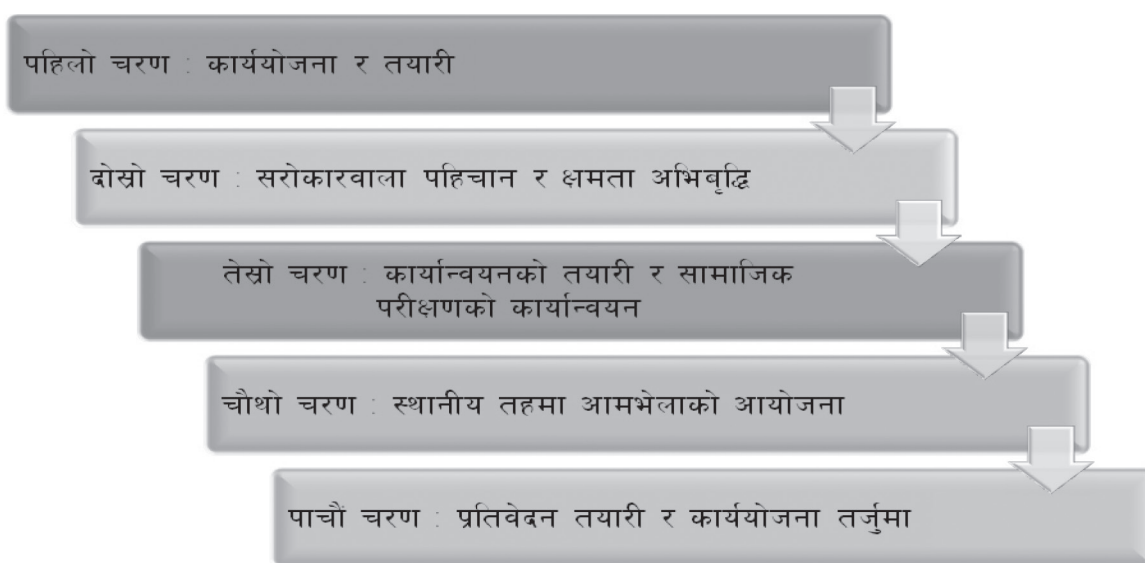 पहिलो चरण : कार्ययोजना र तयारी
दोस्रो चरण : सरोकारवाला पहिचान र क्षमता अभिबृद्धि
तेस्रो चरण : कार्यान्वयनको तयारी र सामाजिक
परीक्षणको कार्यान्वयन
चौथो चरण : स्थानीय तहमा आमभेलाको आयोजना
पाचौं चरण : प्रतिवेदन तयारी र कार्ययोजना तर्जुमा